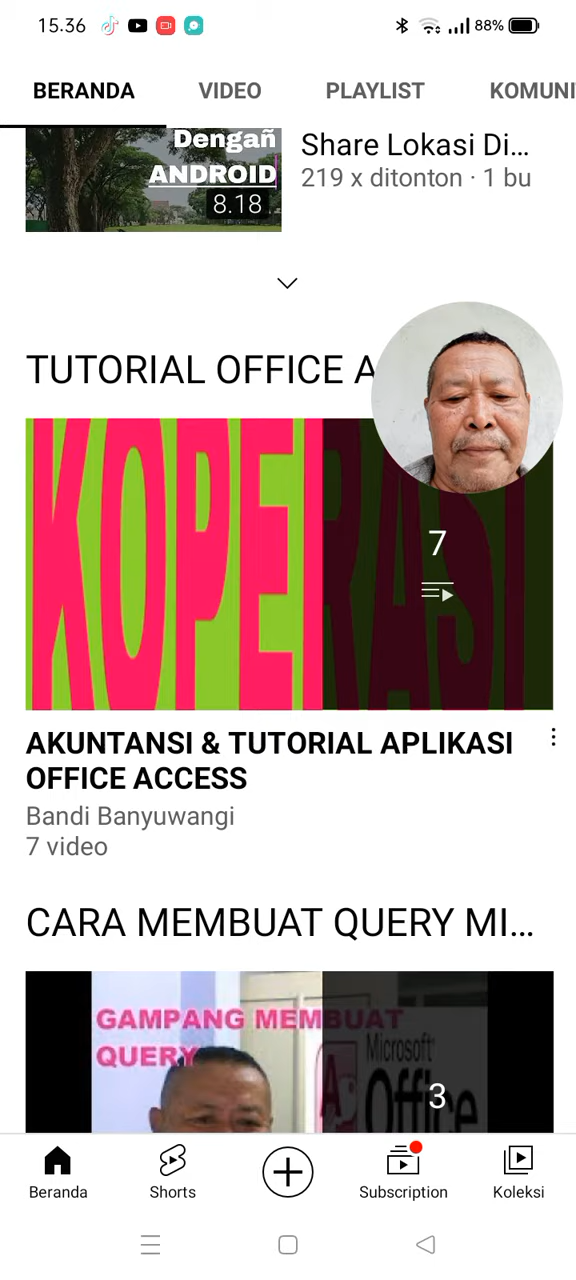 15.36
88%
BERANDA VIDEO PLAYLIST KOMUNI
Dengañ
ANDROID
8.18
Share Lokasi Di...
219 x ditonton · 1 bu
TUTORIAL OFFICE A
KOPERASI
7
AKUNTANSI & TUTORIAL APLIKASI
OFFICE ACCESS
Bandi Banyuwangi
7 video
CARA MEMBUAT QUERY MI...
GAMPANG MEMBUAT
QUERY
Microsoft
Office
3
Beranda Shorts Subscription Koleksi